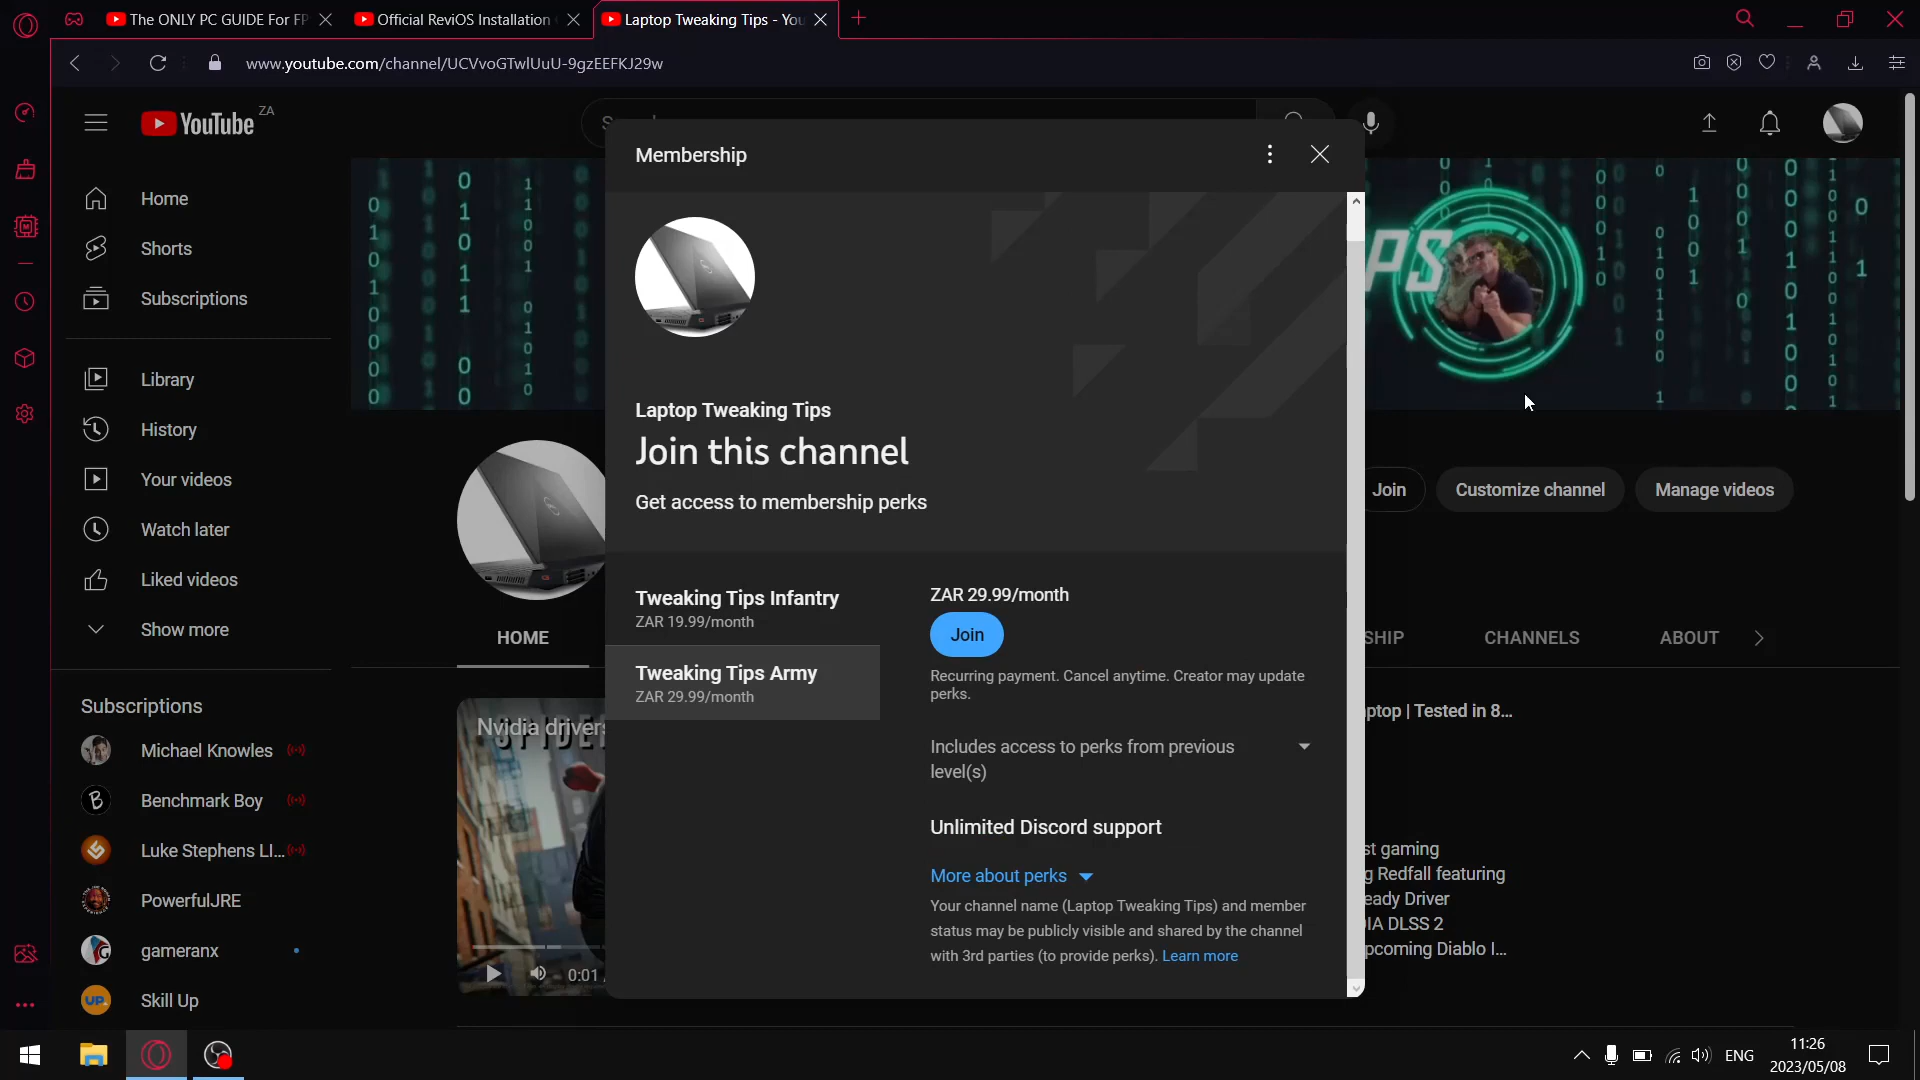 The ONLY PC GUIDE For FP
Official ReviOS Installation
Laptop Tweaking Tips - You
www.youtube.com/channel/UCVvoGTwlUuU-9gzEEFKJ29w
YouTube ZA
Membership
Home
Shorts
Subscriptions
Library
History
Your videos
Watch later
Liked videos
Show more
Subscriptions
Michael Knowles
Benchmark Boy
Luke Stephens LI...
PowerfulJRE
gameranx
UP.
Skill Up
PS
Laptop Tweaking Tips
Join this channel
Get access to membership perks
Join
Customize channel
Manage videos
Tweaking Tips Infantry
ZAR 19.99/month
Tweaking Tips Army
ZAR 29.99/month
ZAR 29.99/month
Join
Recurring payment. Cancel anytime. Creator may update
perks.
Includes access to perks from previous
level(s)
Unlimited Discord support
More about perks
Your channel name (Laptop Tweaking Tips) and member
status may be publicly visible and shared by the channel
with 3rd parties (to provide perks). Learn more
HOME
SHIP
CHANNELS
ABOUT
Nvidia drivers
SPIDER
0:01 /
ptop | Tested in 8...
st gaming
g Redfall featuring
eady Driver
IA DLSS 2
pcoming Diablo I...
ENG
11:26
2023/05/08